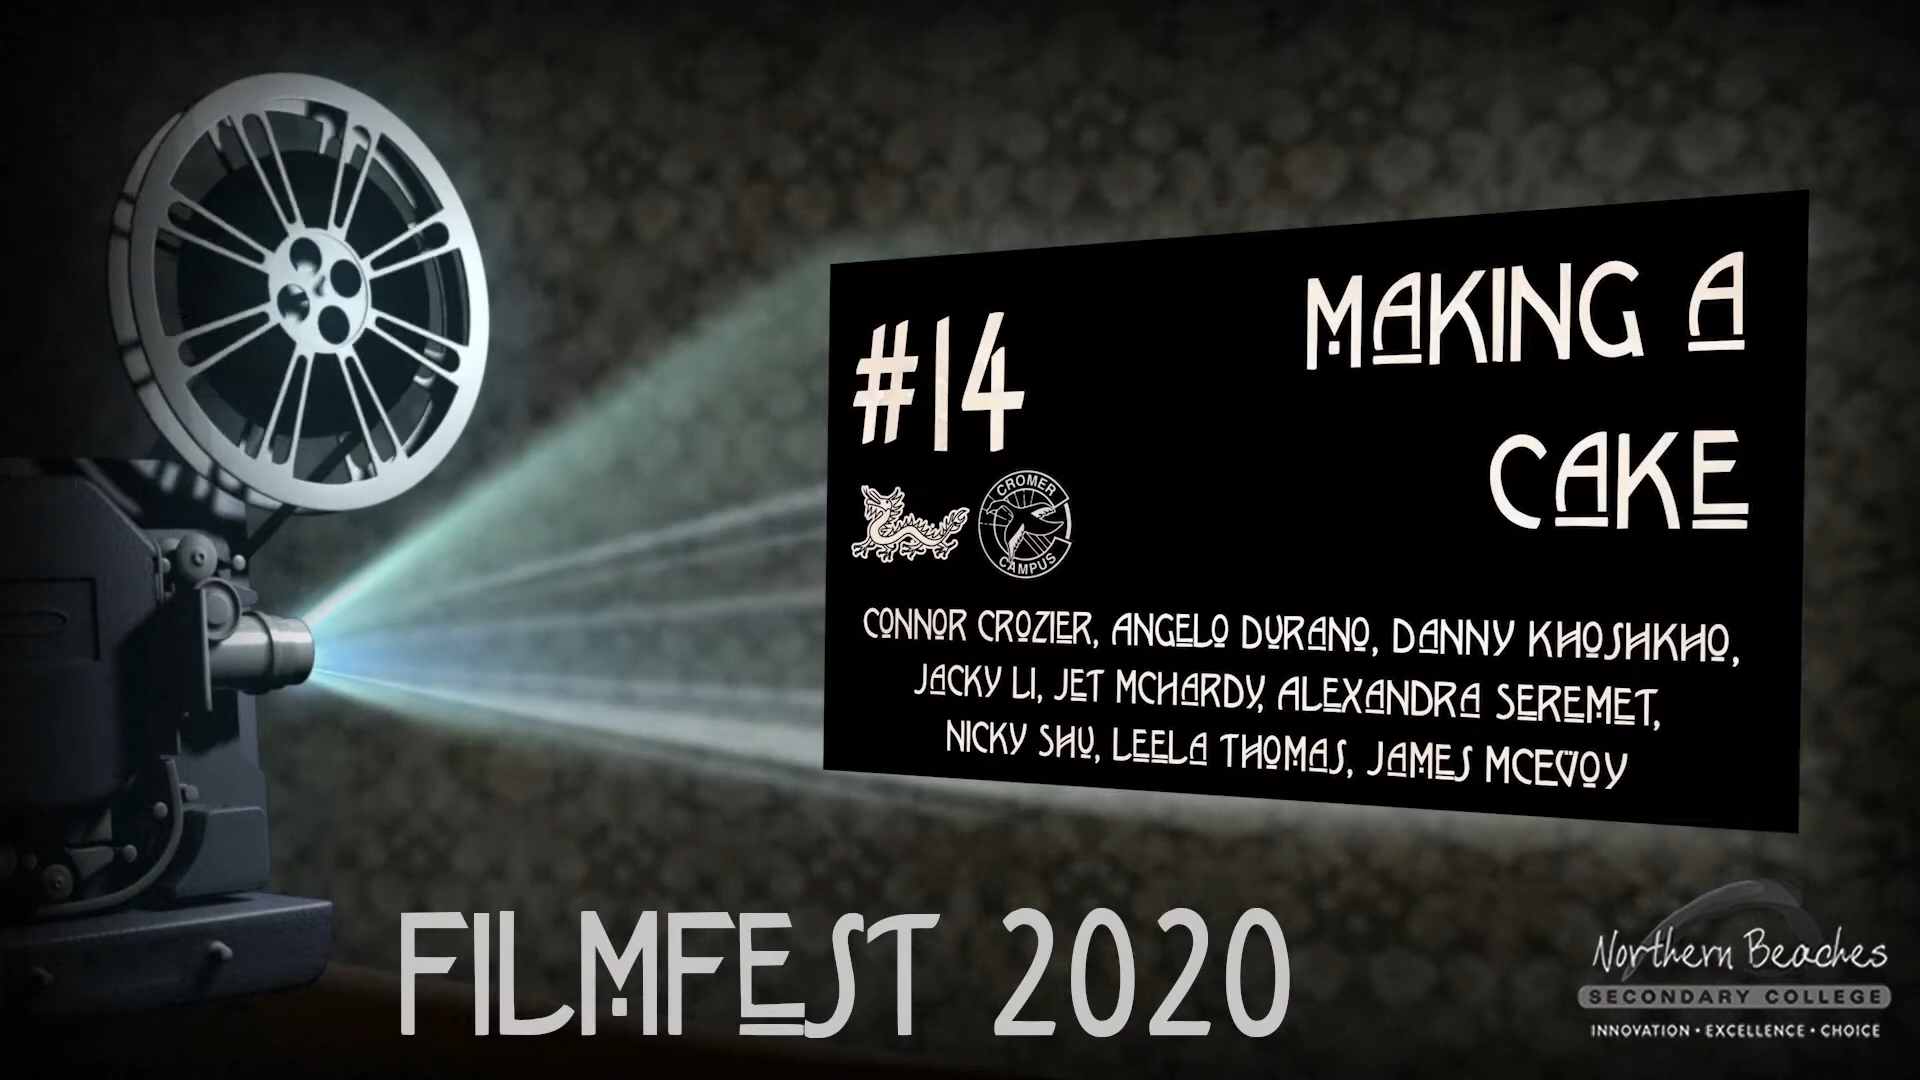 #14
MAKING A
CAKE
CROMER
CAMPUS
CONNOR CROZIER, ANGELO DURANO, DANNY KHOSHKHO,
JACKY LI, JET MCHARDY, ALEXANDRA SEREMET,
NICKY SHU, LEELA THOMAS, JAMES MCEVOY
FILMFEST 2020
Northern Beaches
SECONDARY COLLEGE
INNOVATION • EXCELLENCE • CHOICE